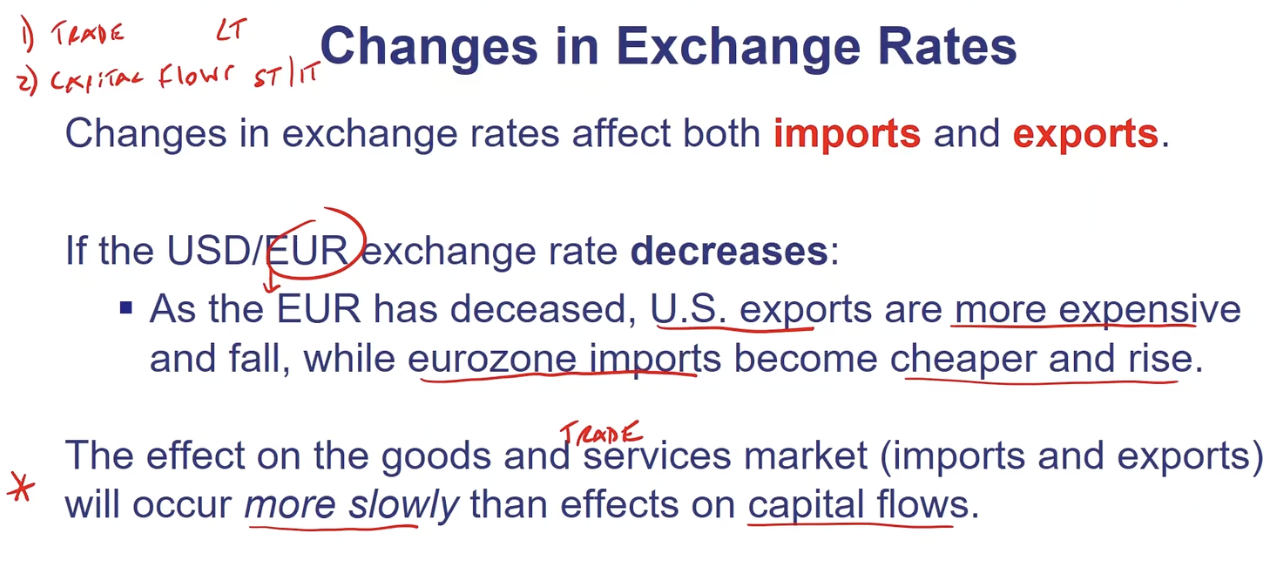 1) TRADE LT
2) CAPITAL FLOWS ST/IT
Changes in Exchange Rates
Changes in exchange rates affect both imports and exports.
If the USD/EUR exchange rate decreases:
▪ As the EUR has deceased, U.S. exports are more expensive
and fall, while eurozone imports become cheaper and rise.
TRADE
The effect on the goods and services market (imports and exports)
* will occur more slowly than effects on capital flows.